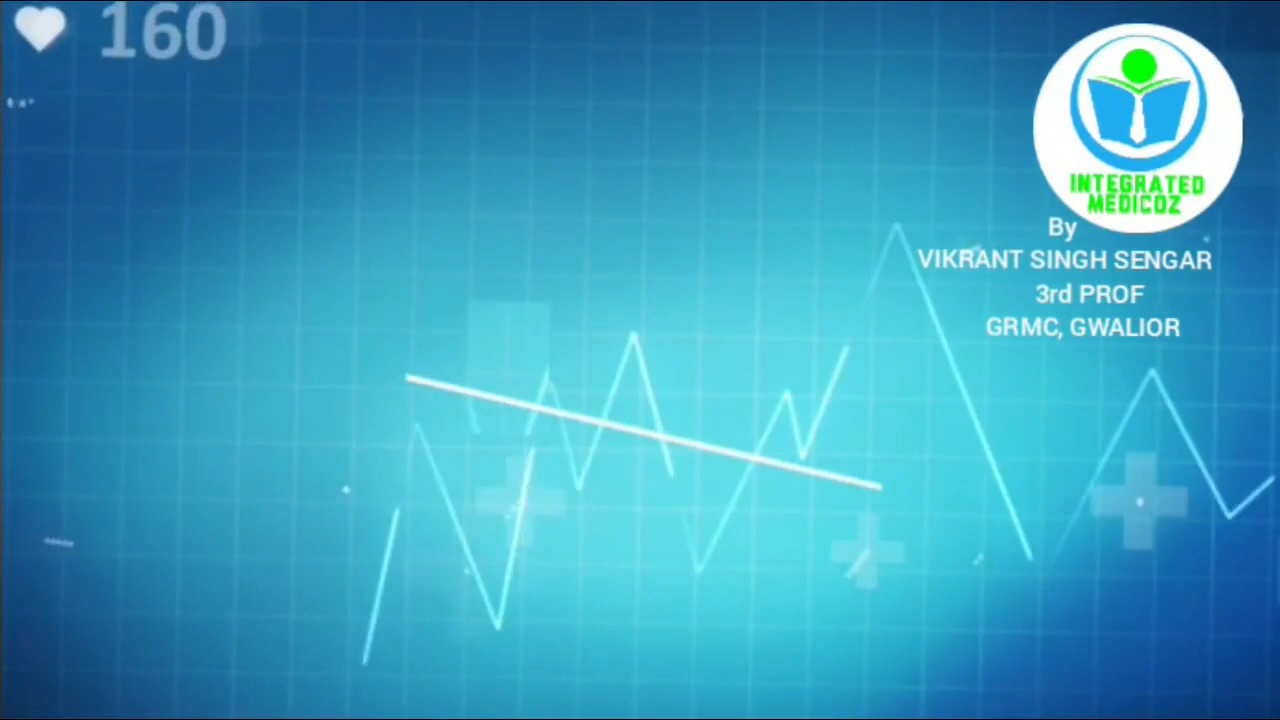 160
INTEGRATED
MEDICOZ
By
VIKRANT SINGH SENGAR
3rd PROF
GRMC, GWALIOR